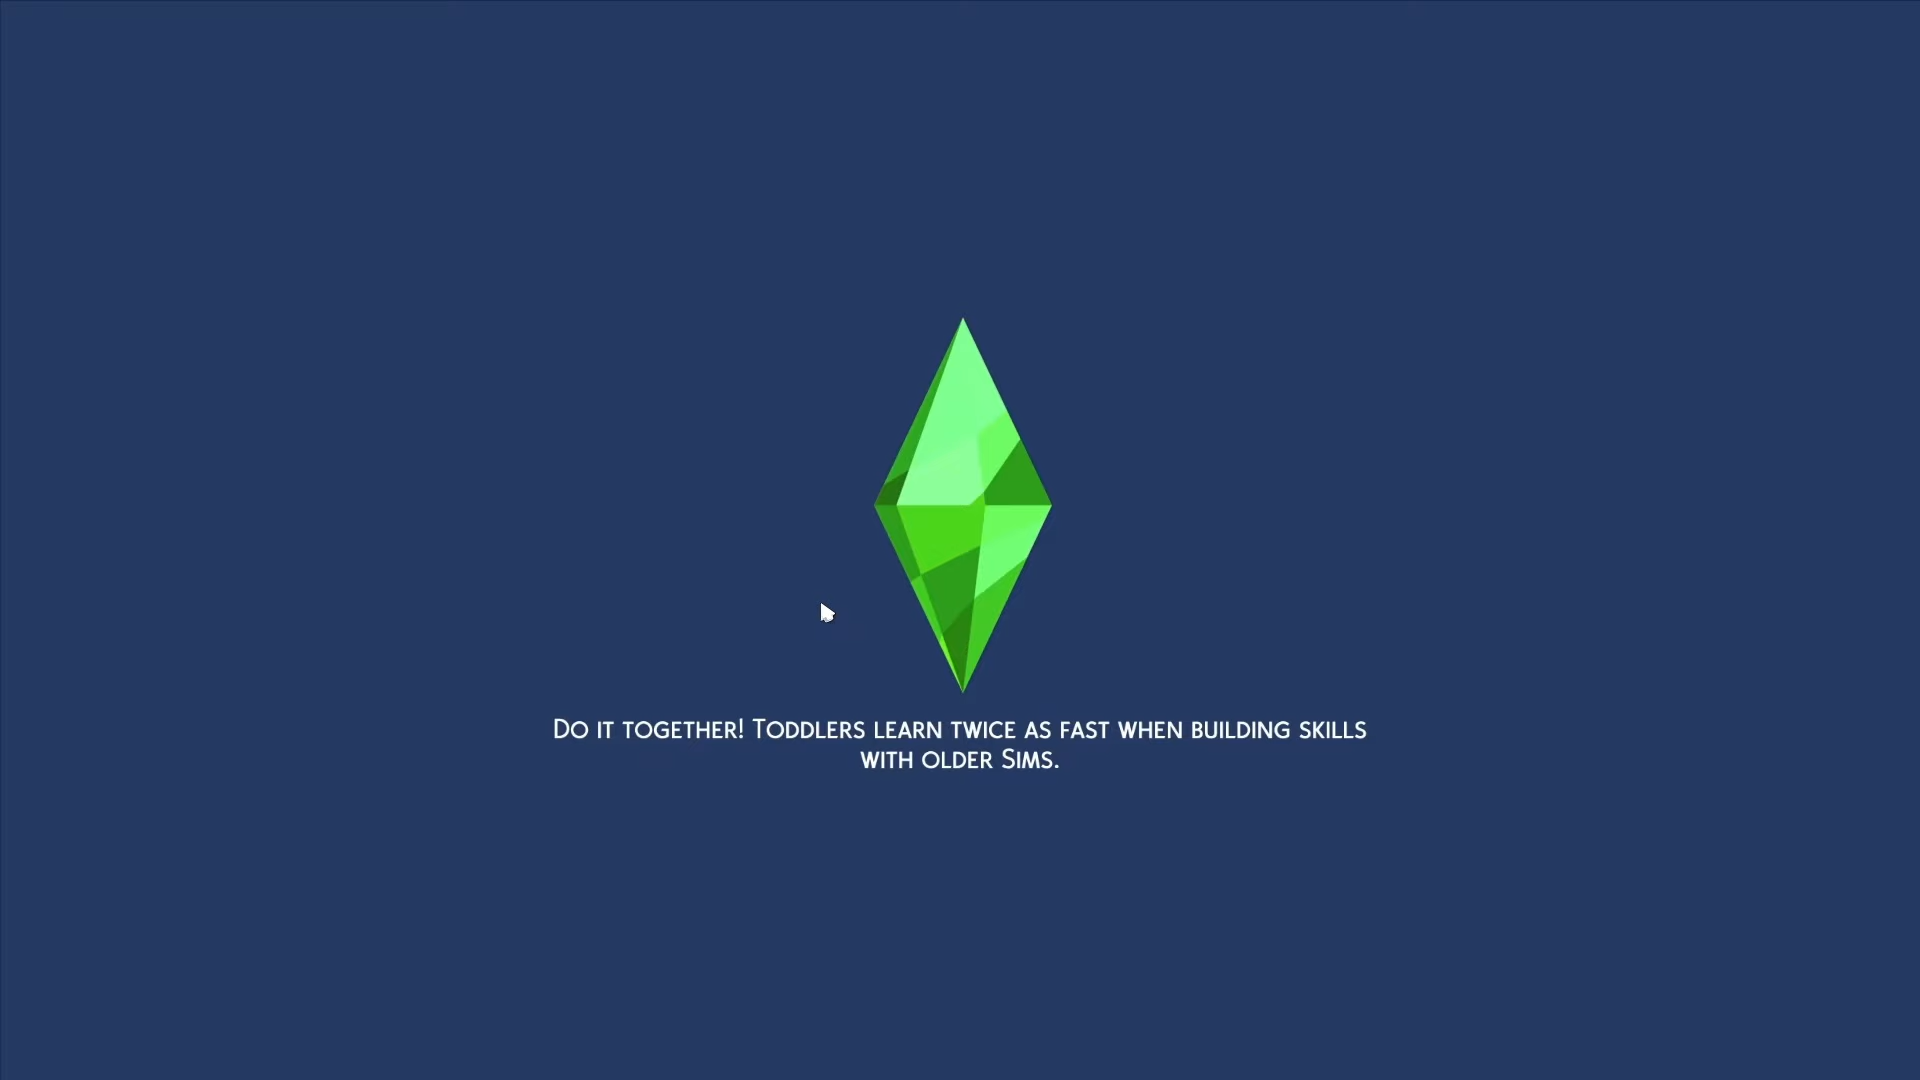 Do it together! Toddlers learn twice as fast when building skills
with older Sims.